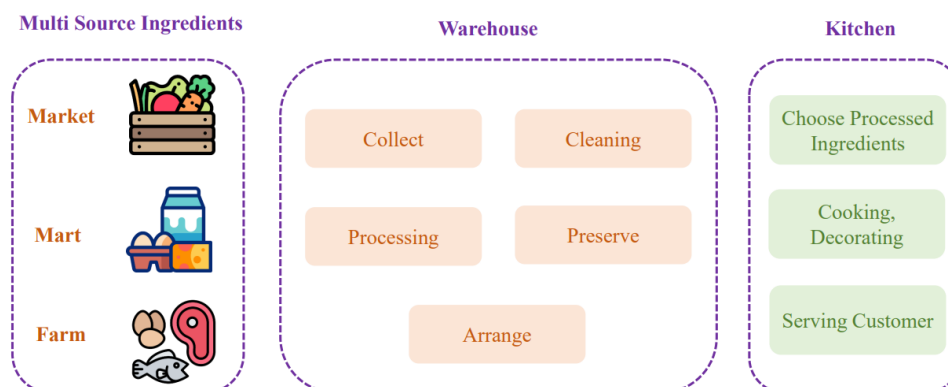 Multi Source Ingredients
Warehouse
Kitchen
Market
Mart
Farm
Collect
Cleaning
Processing
Preserve
Arrange
Choose Processed
Ingredients
Cooking,
Decorating
Serving Customer